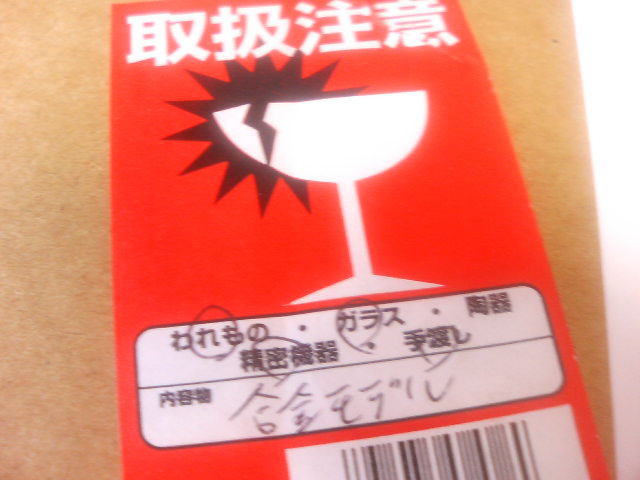 取扱注意
われもの ・ ガラス ・ 陶器
精密機器 ・ 手渡し
内容物 合金モデル